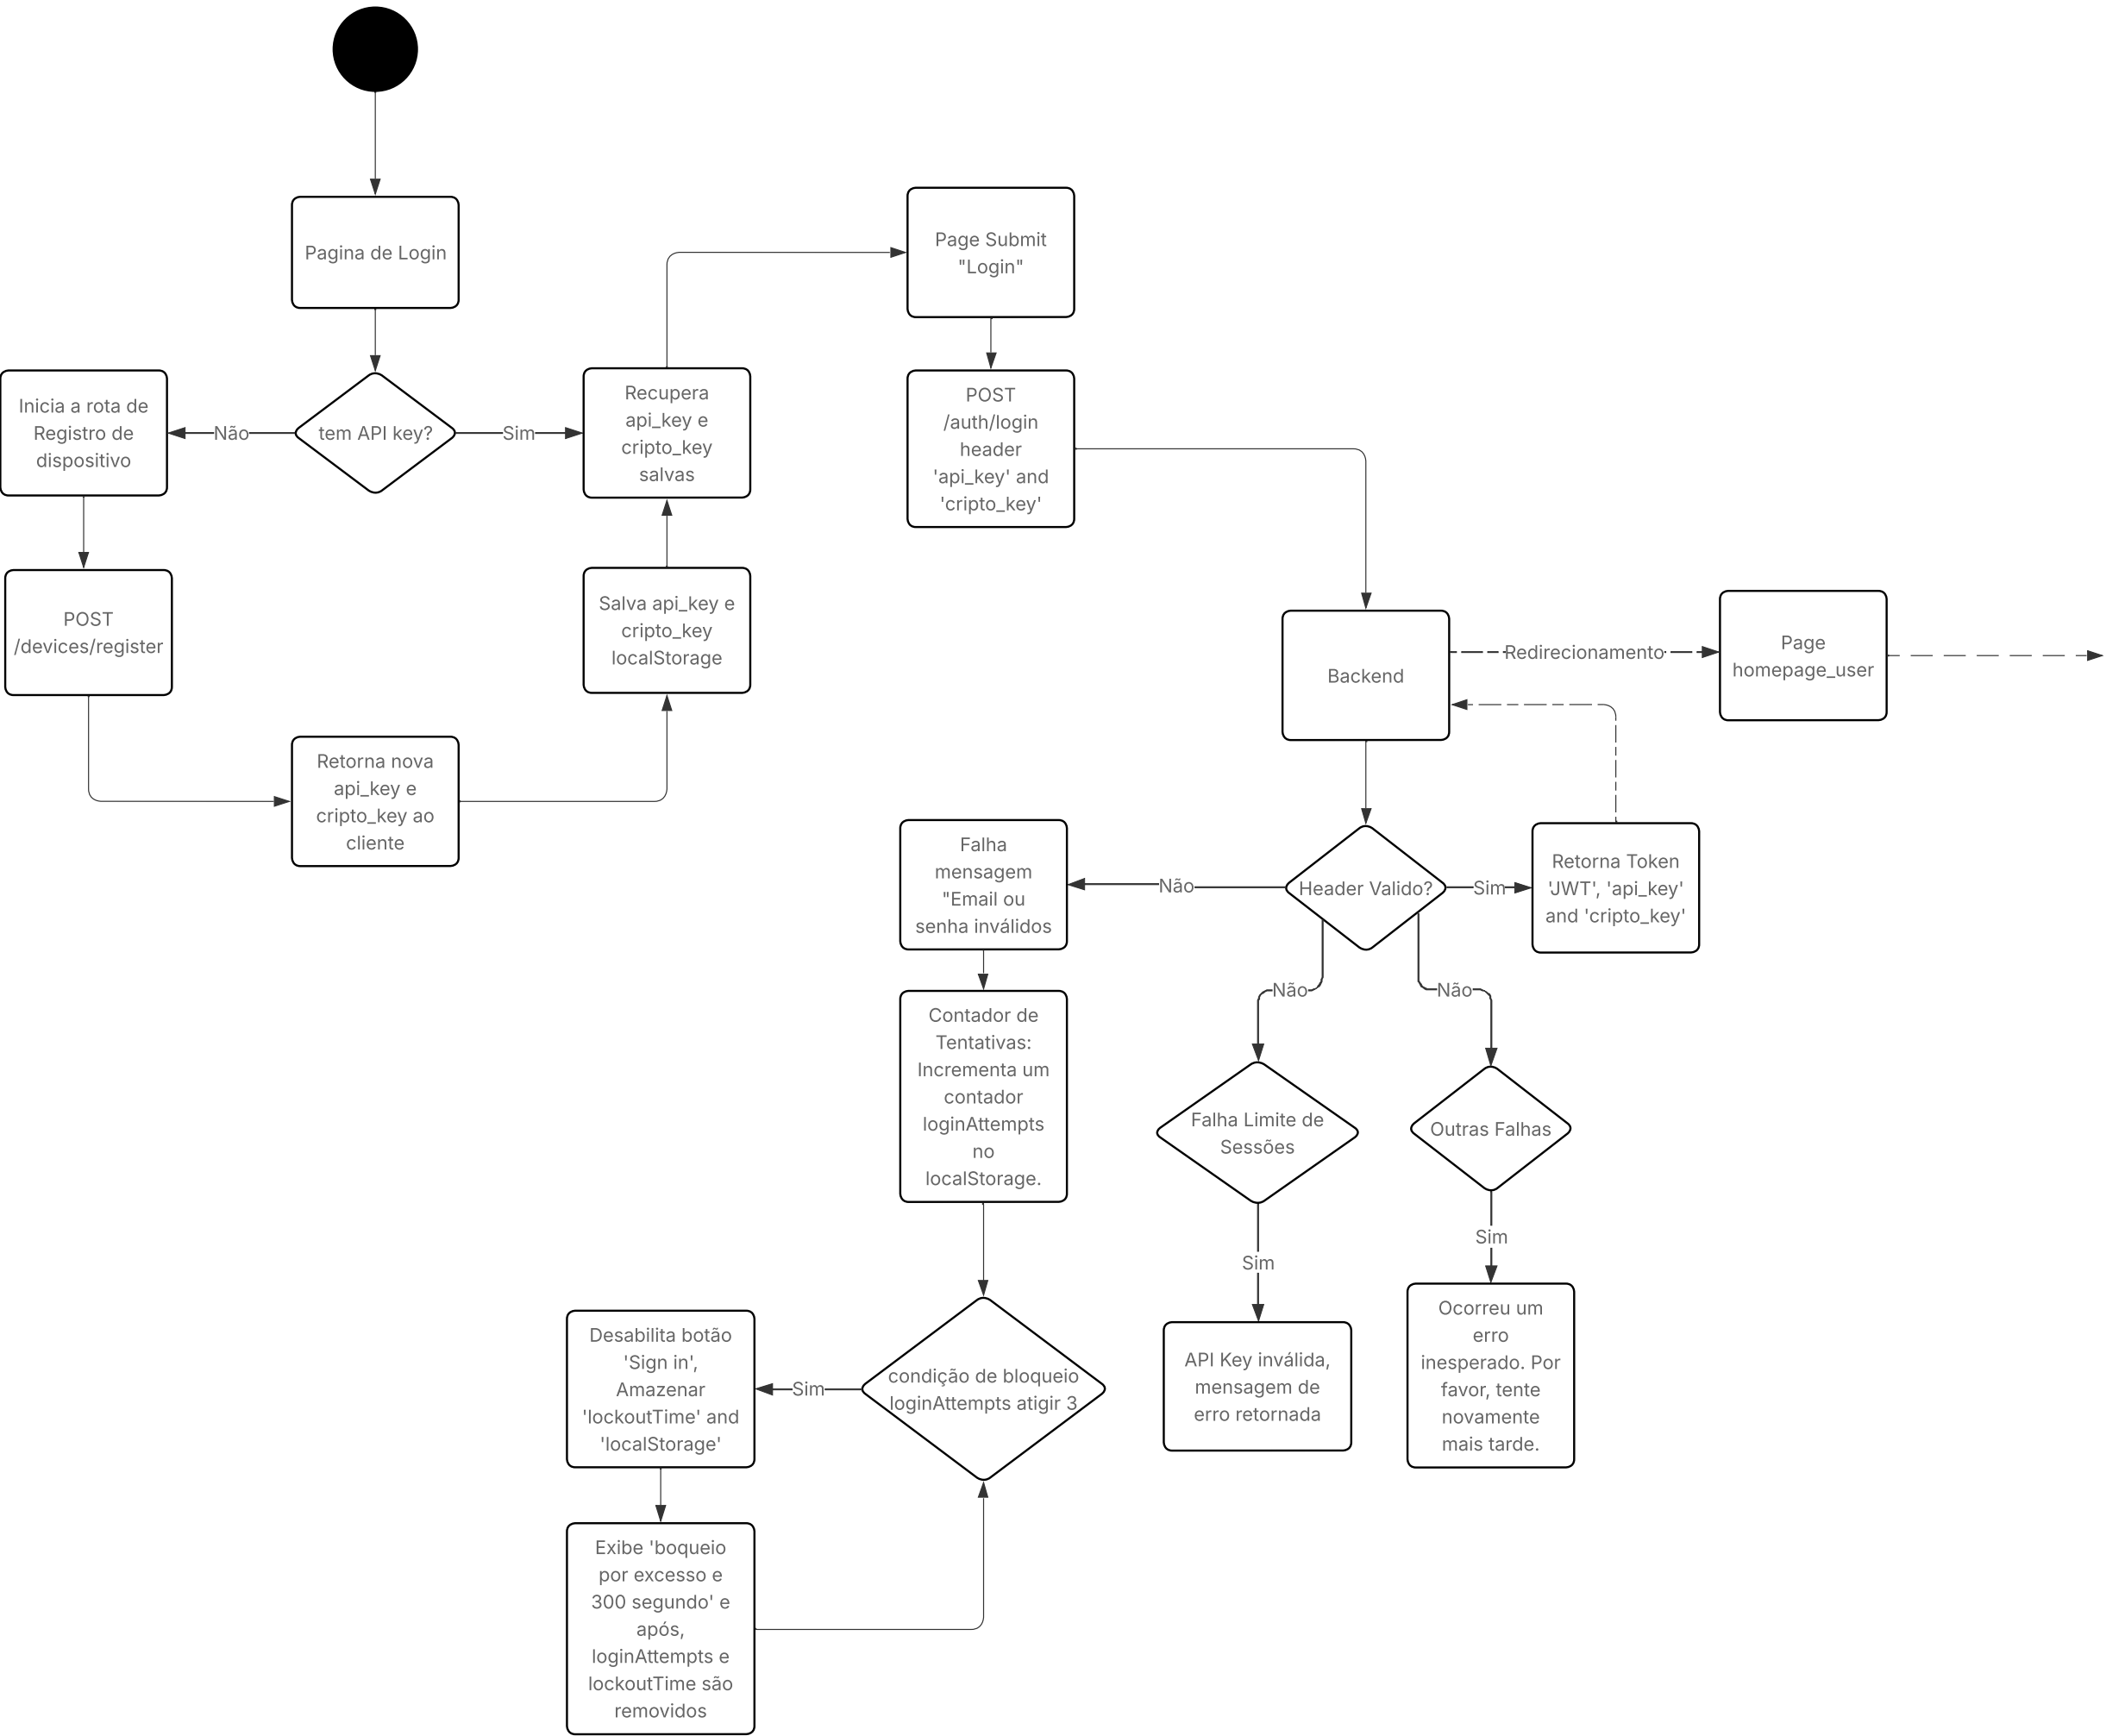 Pagina de Login
tem API key?
Não
Sim
Inicia a rota de
Registro de
dispositivo
POST
/devices/register
Retorna nova
api_key e
cripto_key ao
cliente
Salva api_key e
cripto_key
localStorage
Recupera
api_key e
cripto_key
salvas
Page Submit
"Login"
POST
/auth/login
header
'api_key' and
'cripto_key'
Backend
Redirecionamento
Page
homepage_user
Header Valido?
Sim
Retorna Token
'JWT', 'api_key'
and 'cripto_key'
Não
Falha
mensagem
"Email ou
senha inválidos
Contador de
Tentativas:
Incrementa um
contador
loginAttempts
no
localStorage.
condição de bloqueio
loginAttempts atigir 3
Sim
Desabilita botão
'Sign in',
Amazenar
'lockoutTime' and
'localStorage'
Exibe 'boqueio
por excesso e
300 segundo' e
após,
loginAttempts e
lockoutTime são
removidos
Não
Falha Limite de
Sessões
Sim
API Key inválida,
mensagem de
erro retornada
Não
Outras Falhas
Sim
Ocorreu um
erro
inesperado. Por
favor, tente
novamente
mais tarde.